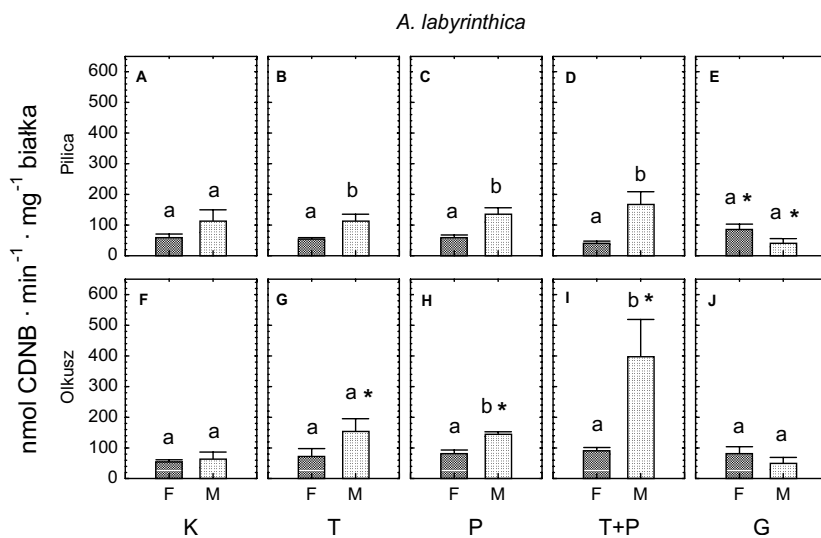 A. labyrinthica
nmol CDNB · min⁻¹ · mg⁻¹ białka
Pilica
600
500
400
300
200
100
0
A
a
a
B
a
b
C
a
b
D
a
b
E
a *
a *
Olkusz
600
500
400
300
200
100
0
F
a
a
G
a
a *
H
a
b *
I
a
b *
J
a
a
F M F M F M F M F M
K T P T+P G